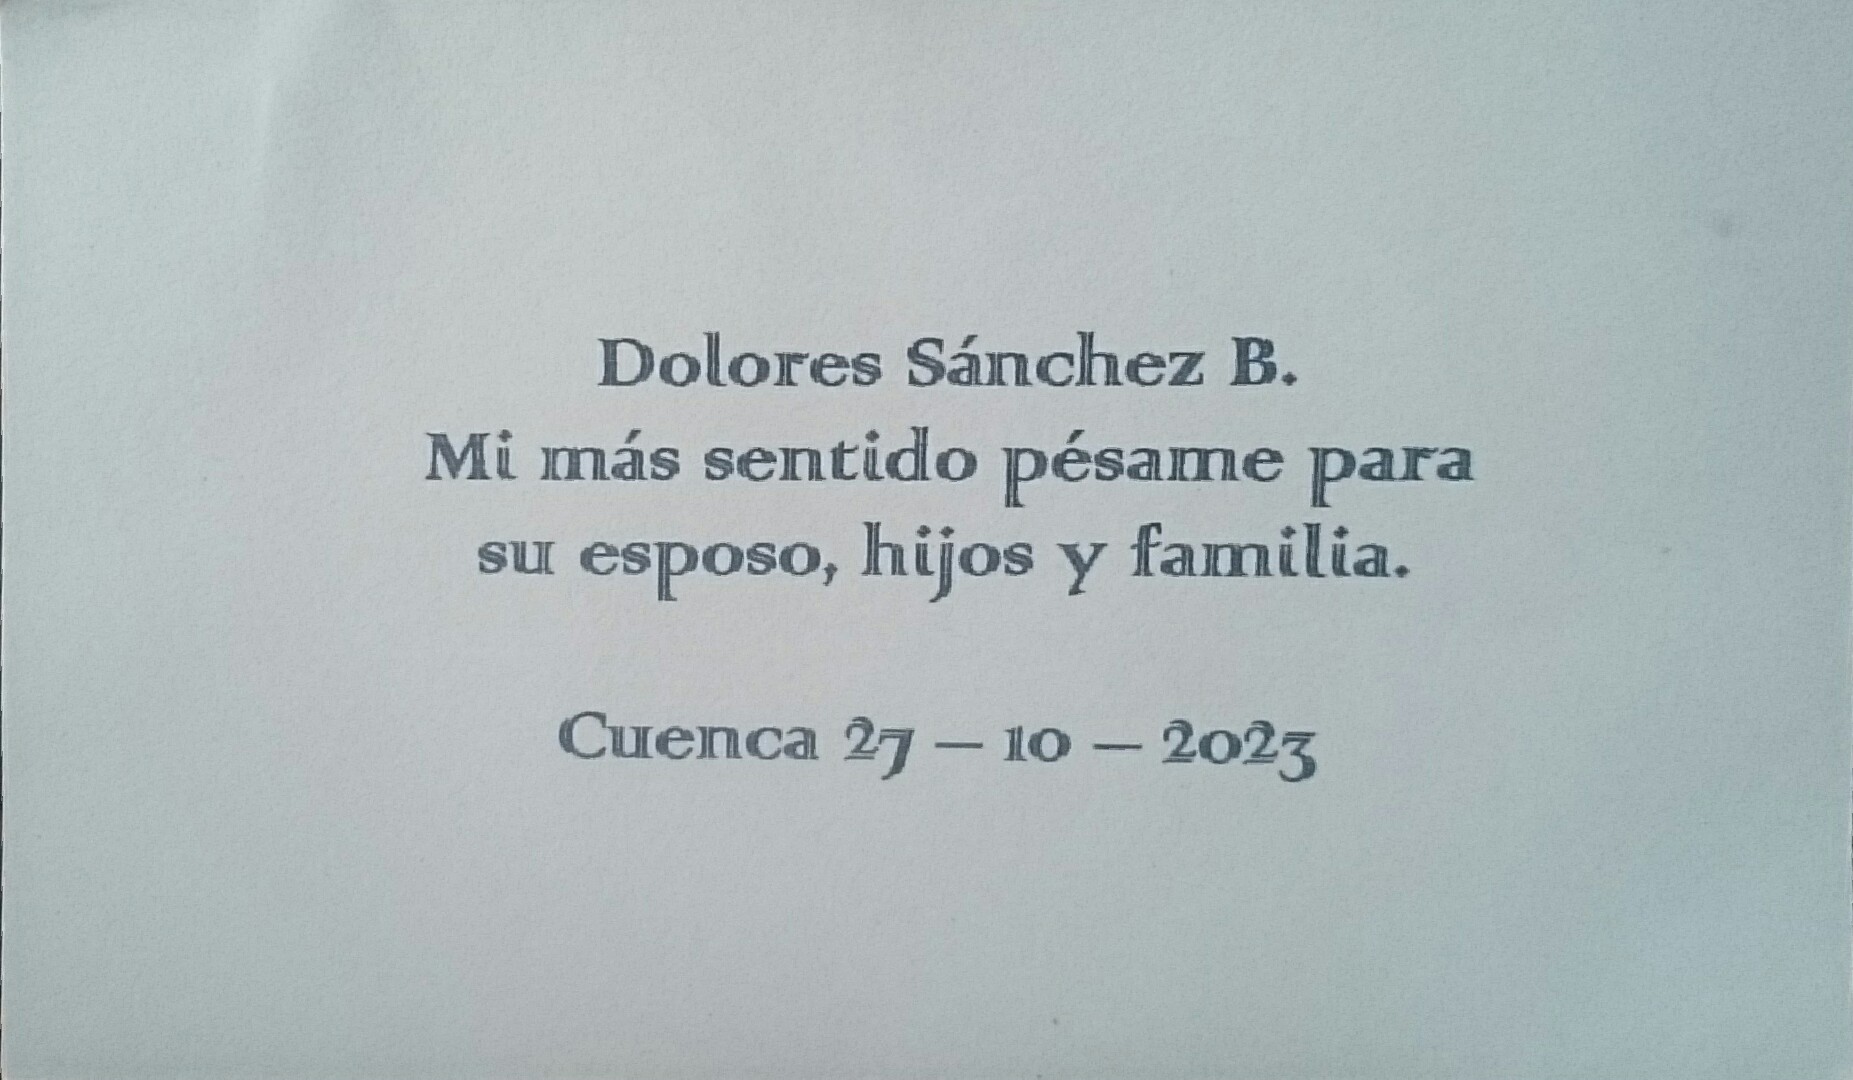 Dolores Sánchez B.
Mi más sentido pésame para
su esposo, hijos y familia.
Cuenca 27 – 10 – 2023